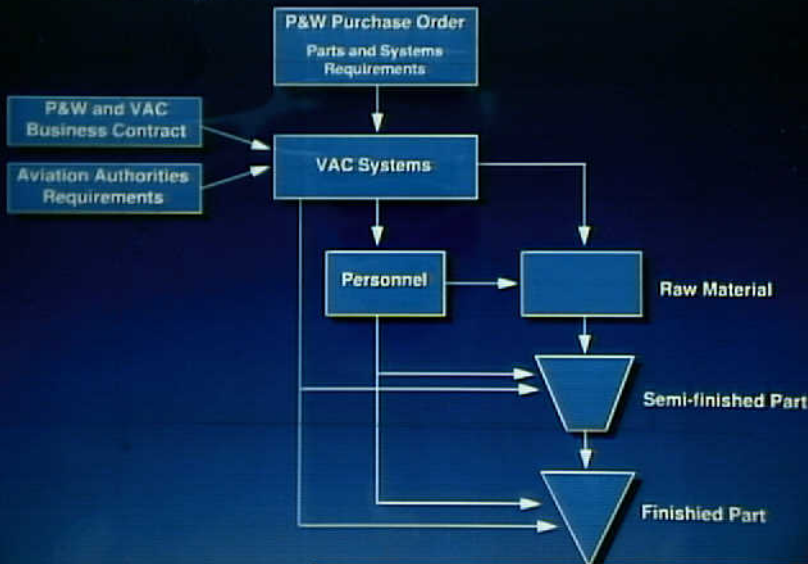 P&W Purchase Order
Parts and Systems
Requirements
P&W and VAC
Business Contract
Aviation Authorities
Requirements
VAC Systems
Personnel
Raw Material
Semi-finished Part
Finishied Part